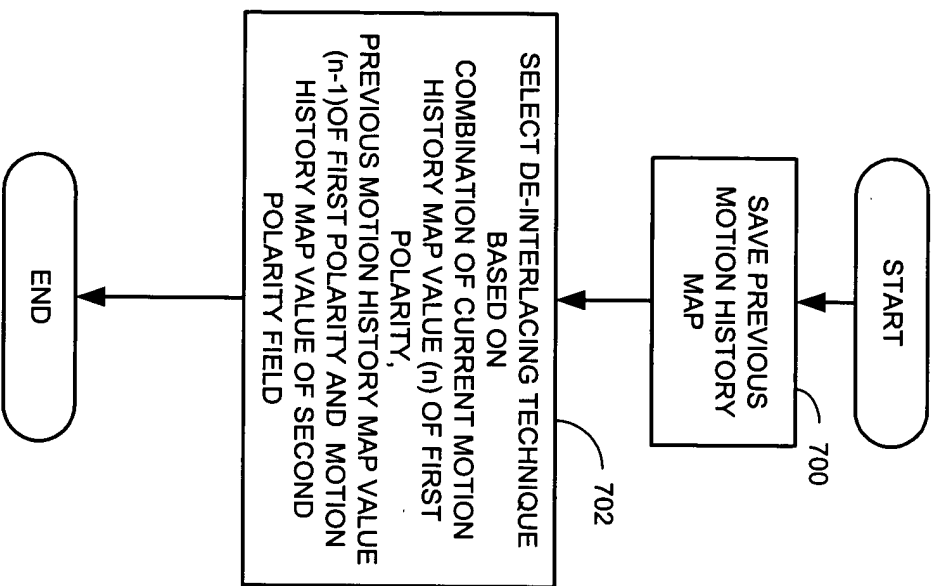 START
SAVE PREVIOUS
MOTION HISTORY
MAP
700
SELECT DE-INTERLACING TECHNIQUE
BASED ON
COMBINATION OF CURRENT MOTION
HISTORY MAP VALUE (n) OF FIRST
POLARITY,
PREVIOUS MOTION HISTORY MAP VALUE
(n-1)OF FIRST POLARITY AND MOTION
HISTORY MAP VALUE OF SECOND
POLARITY FIELD
702
END